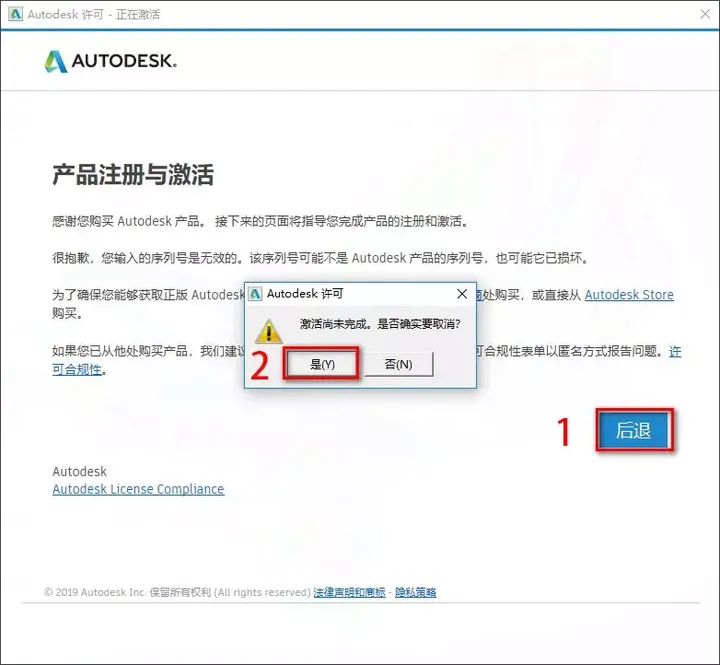 Autodesk 许可 - 正在激活
AUTODESK.
产品注册与激活
感谢您购买 Autodesk 产品。 接下来的页面将指导您完成产品的注册和激活。
很抱歉，您输入的序列号是无效的。该序列号可能不是 Autodesk 产品的序列号，也可能它已损坏。
为了确保您能够获取正版 Autodesk
处购买，或直接从 Autodesk Store
购买。
如果您已从他处购买产品，我们建议
可合规性表单以匿名方式报告问题。许
可合规性。
Autodesk 许可
激活尚未完成。是否确实要取消?
2
是(Y)
否(N)
1
后退
Autodesk
Autodesk License Compliance
© 2019 Autodesk Inc. 保留所有权利 (All rights reserved) 法律声明和商标 - 隐私策略